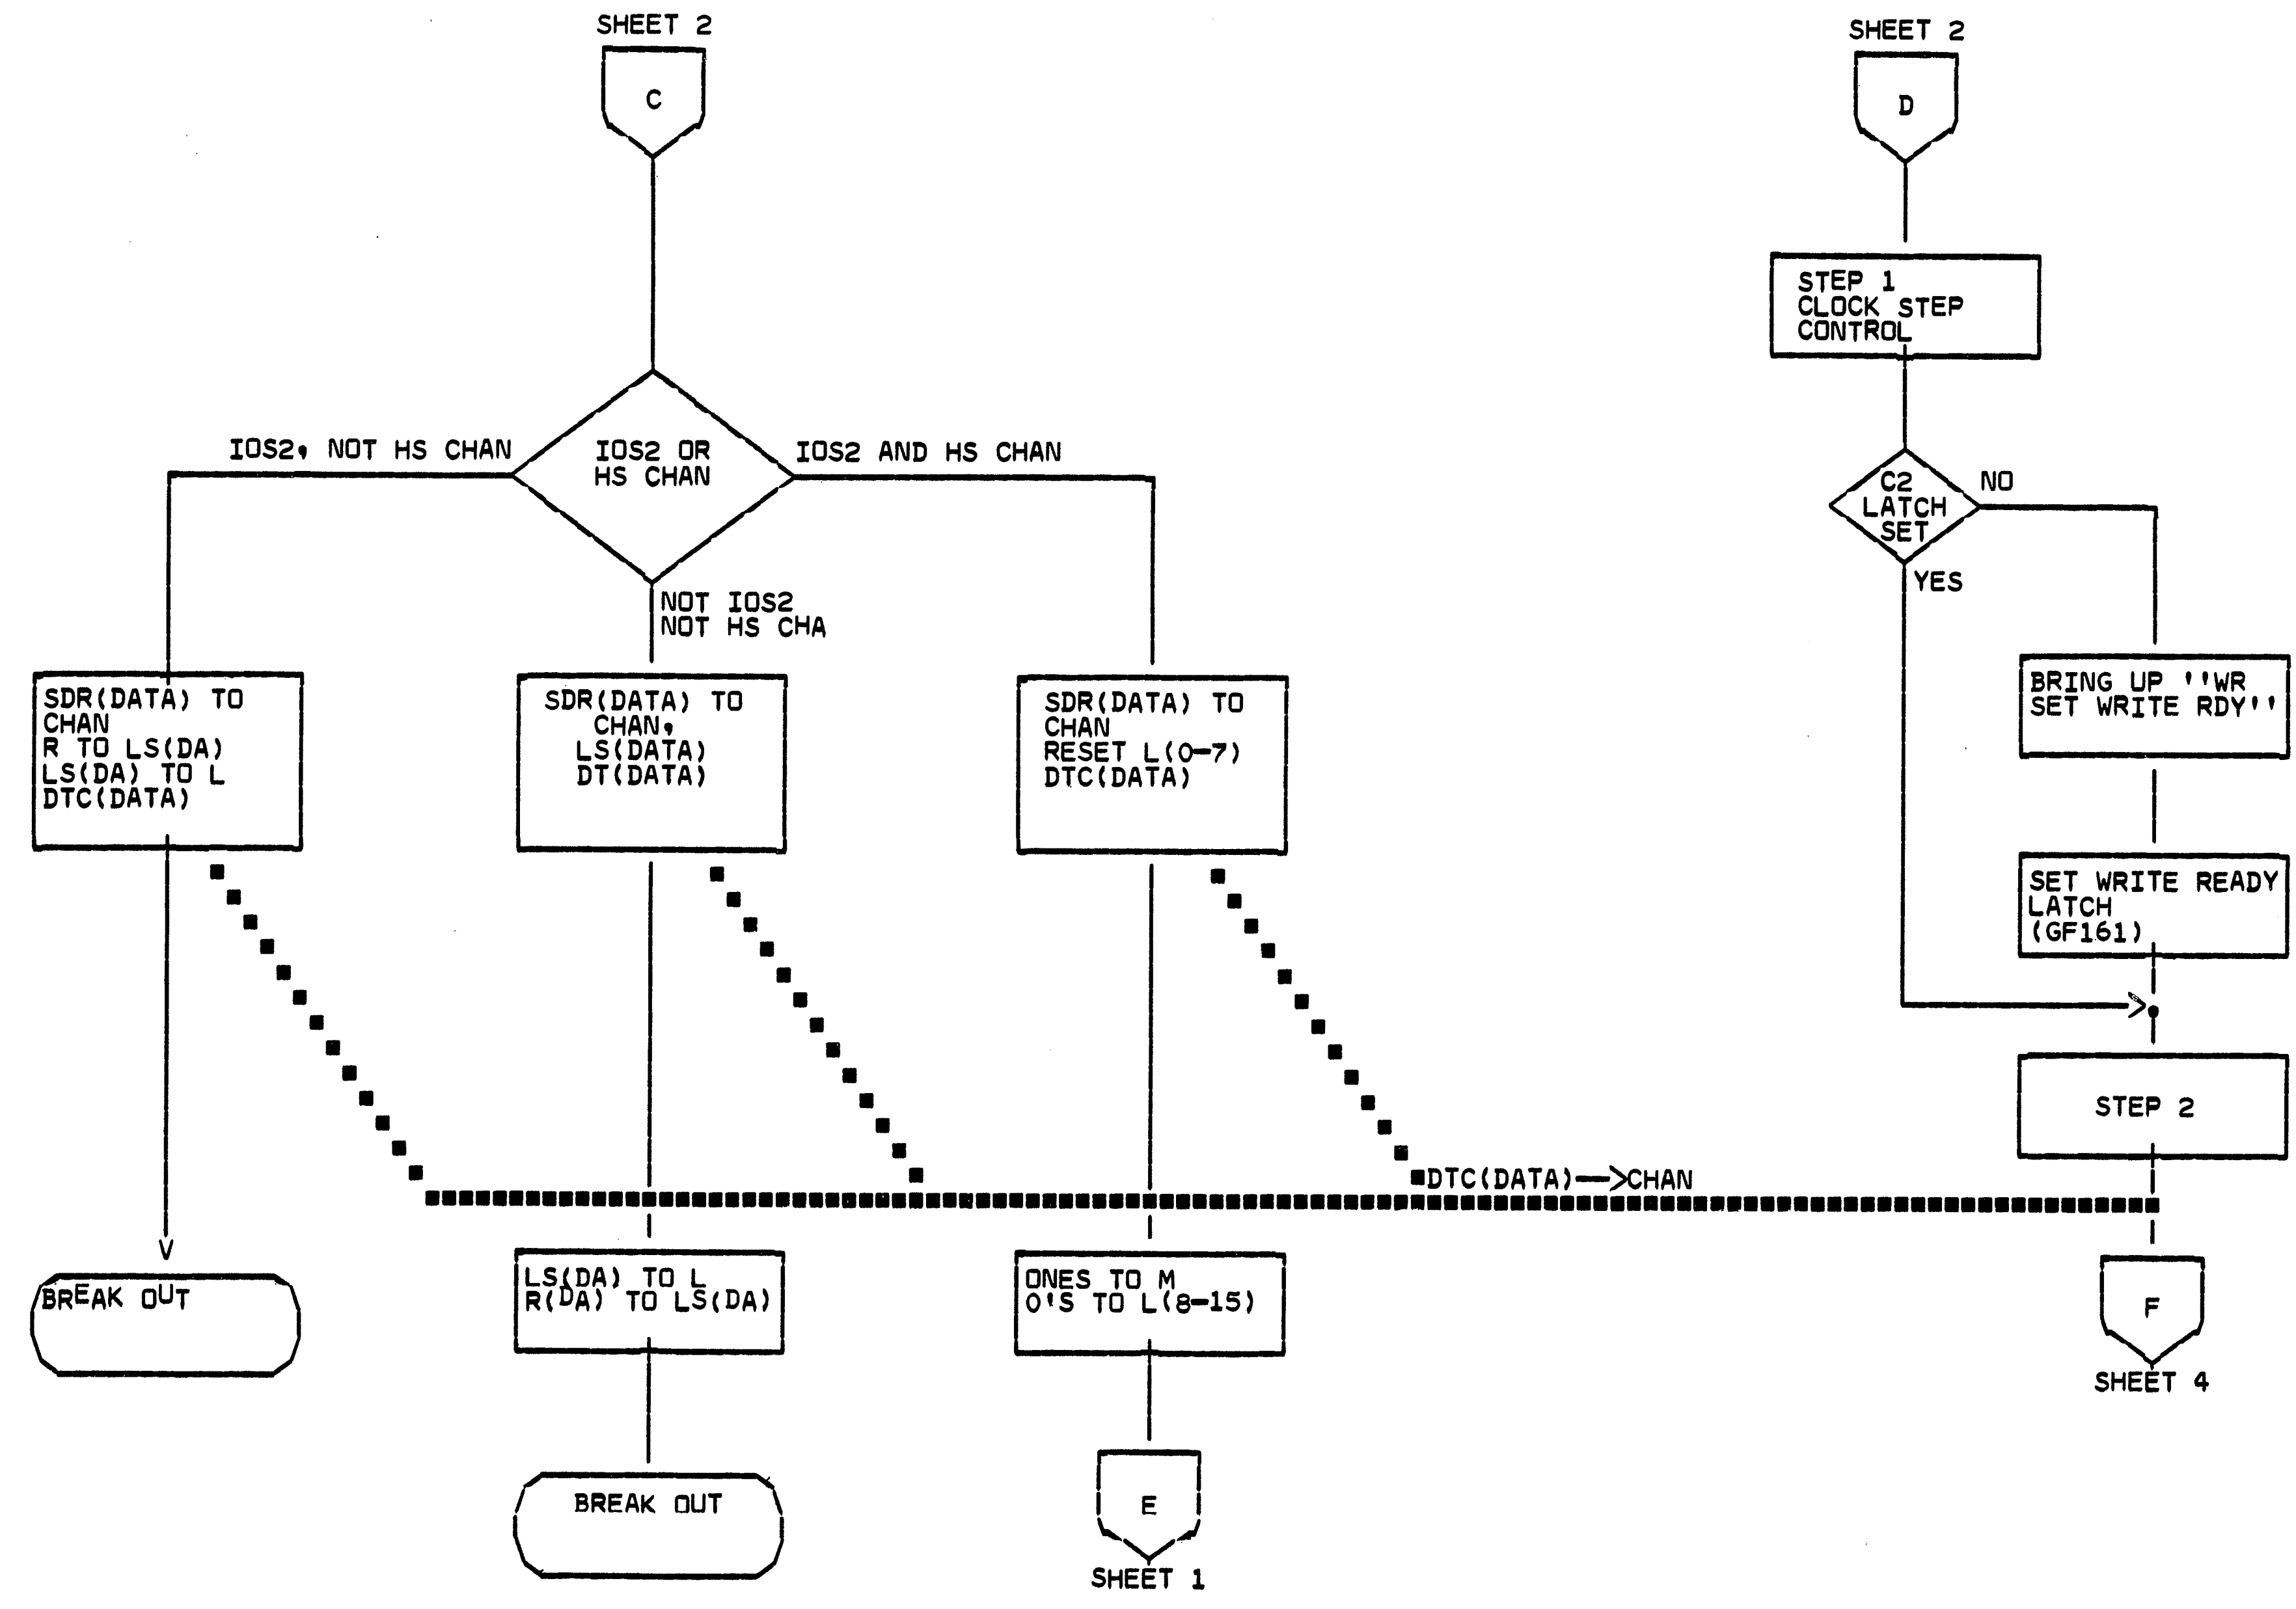 SHEET 2
C
IOS2, NOT HS CHAN
IOS2 OR
HS CHAN
IOS2 AND HS CHAN
NOT IOS2
NOT HS CHA
SDR(DATA) TO
CHAN
R TO LS(DA)
LS(DA) TO L
DTC(DATA)
SDR(DATA) TO
CHAN,
LS(DATA)
DT(DATA)
SDR(DATA) TO
CHAN
RESET L(0-7)
DTC(DATA)
DTC(DATA)—>CHAN
BREAK OUT
LS(DA) TO L
R(DA) TO LS(DA)
BREAK OUT
ONES TO M
0'S TO L(8-15)
E
SHEET 1
SHEET 2
D
STEP 1
CLOCK STEP
CONTROL
C2
LATCH
SET
NO
YES
BRING UP ''WR
SET WRITE RDY''
SET WRITE READY
LATCH
(GF161)
STEP 2
F
SHEET 4